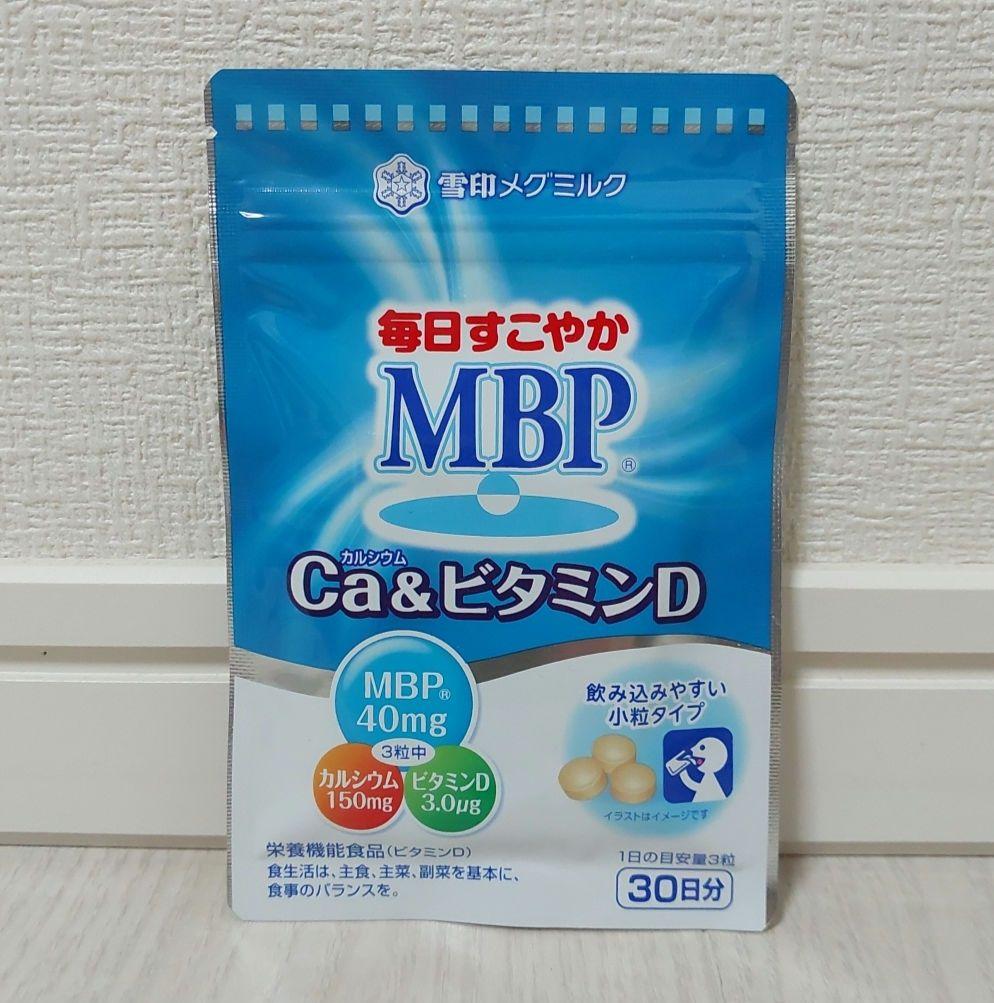 雪印メグミルク
毎日すこやか
MBP®
カルシウム
Ca&ビタミンD
MBP®
40mg
3粒中
カルシウム
150mg
ビタミンD
3.0μg
飲み込みやすい
小粒タイプ
イラストはイメージです
栄養機能食品(ビタミンD)
食生活は、主食、主菜、副菜を基本に、
食事のバランスを。
1日の目安量3粒
30日分